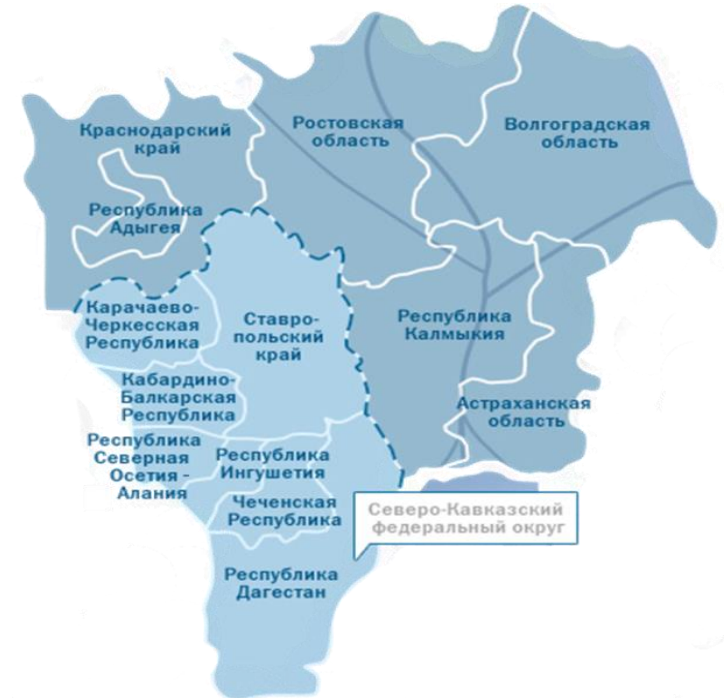 Краснодарский
край
Ростовская
область
Волгоградская
область
Республика
Адыгея
Карачаево-
Черкесская
Республика
Ставро-
польский
край
Республика
Калмыкия
Кабардино-
Балкарская
Республика
Астраханская
область
Республика
Северная
Осетия -
Алания
Республика
Ингушетия
Чеченская
Республика
Северо-Кавказский
федеральный округ
Республика
Дагестан